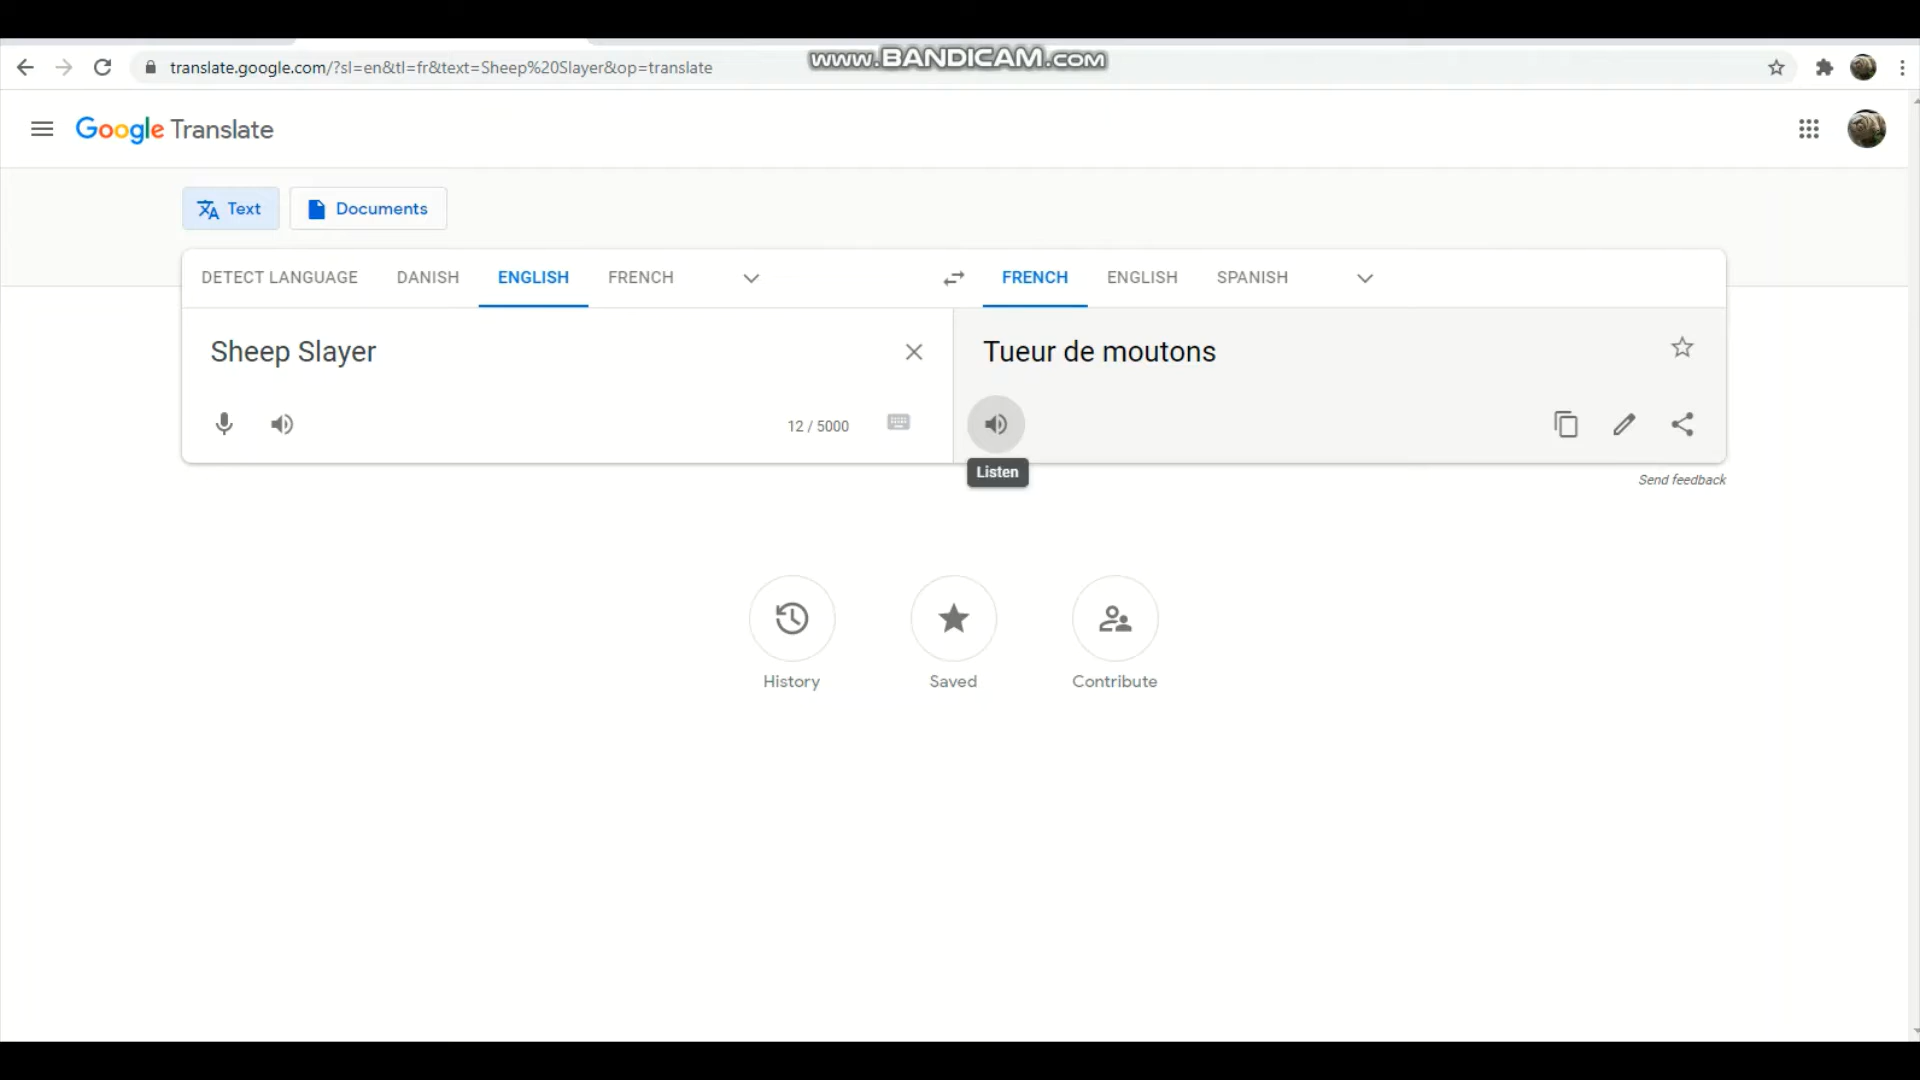 www.BANDICAM.com
translate.google.com/?sl=en&tl=fr&text=Sheep%20Slayer&op=translate
Google Translate
Text Documents
DETECT LANGUAGE DANISH ENGLISH FRENCH FRENCH ENGLISH SPANISH
Sheep Slayer
Tueur de moutons
12 / 5000
Listen
Send feedback
History Saved Contribute